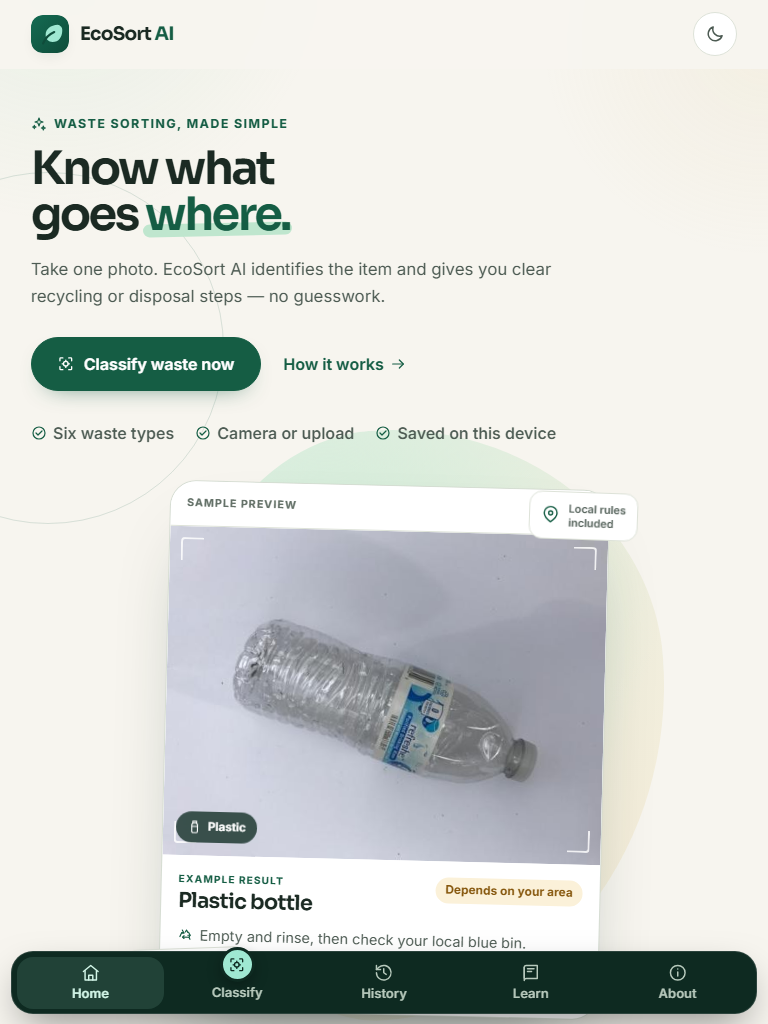 EcoSort AI
WASTE SORTING, MADE SIMPLE
Know what
goes where.
Take one photo. EcoSort AI identifies the item and gives you clear
recycling or disposal steps — no guesswork.
Classify waste now
How it works
Six waste types
Camera or upload
Saved on this device
SAMPLE PREVIEW
Local rules
included
refreshe
Plastic
EXAMPLE RESULT
Plastic bottle
Depends on your area
Empty and rinse, then check your local blue bin.
Home
Classify
History
Learn
About